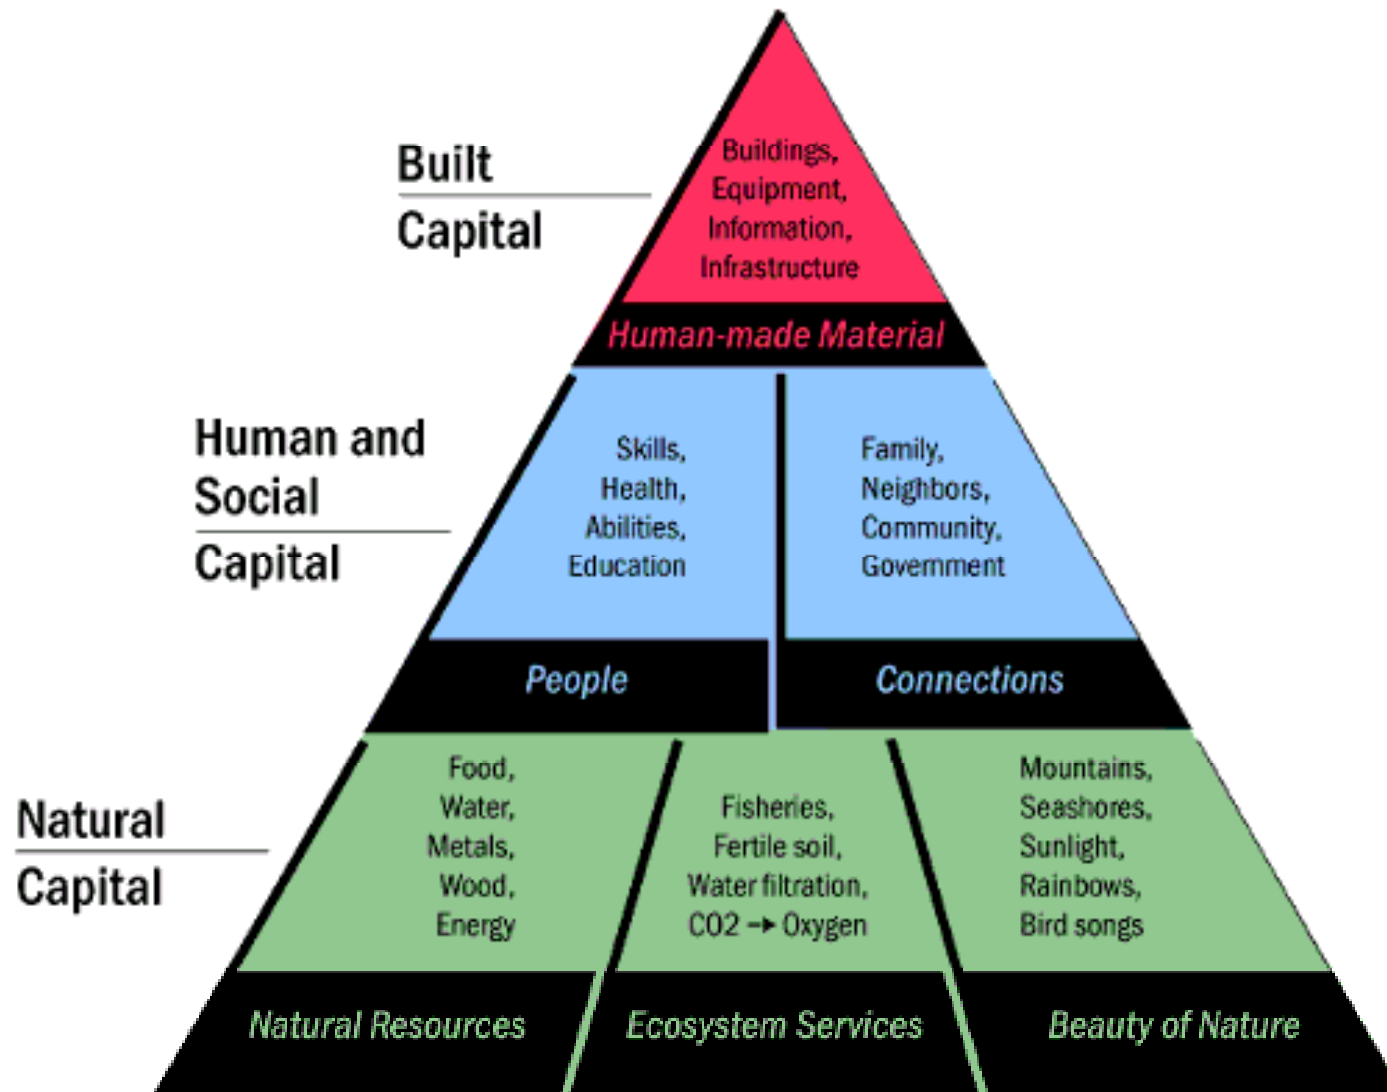 Built
Capital
Buildings,
Equipment,
Information,
Infrastructure
Human-made Material
Human and
Social
Capital
Skills,
Health,
Abilities,
Education
People
Family,
Neighbors,
Community,
Government
Connections
Natural
Capital
Food,
Water,
Metals,
Wood,
Energy
Natural Resources
Fisheries,
Fertile soil,
Water filtration,
CO2 → Oxygen
Ecosystem Services
Mountains,
Seashores,
Sunlight,
Rainbows,
Bird songs
Beauty of Nature